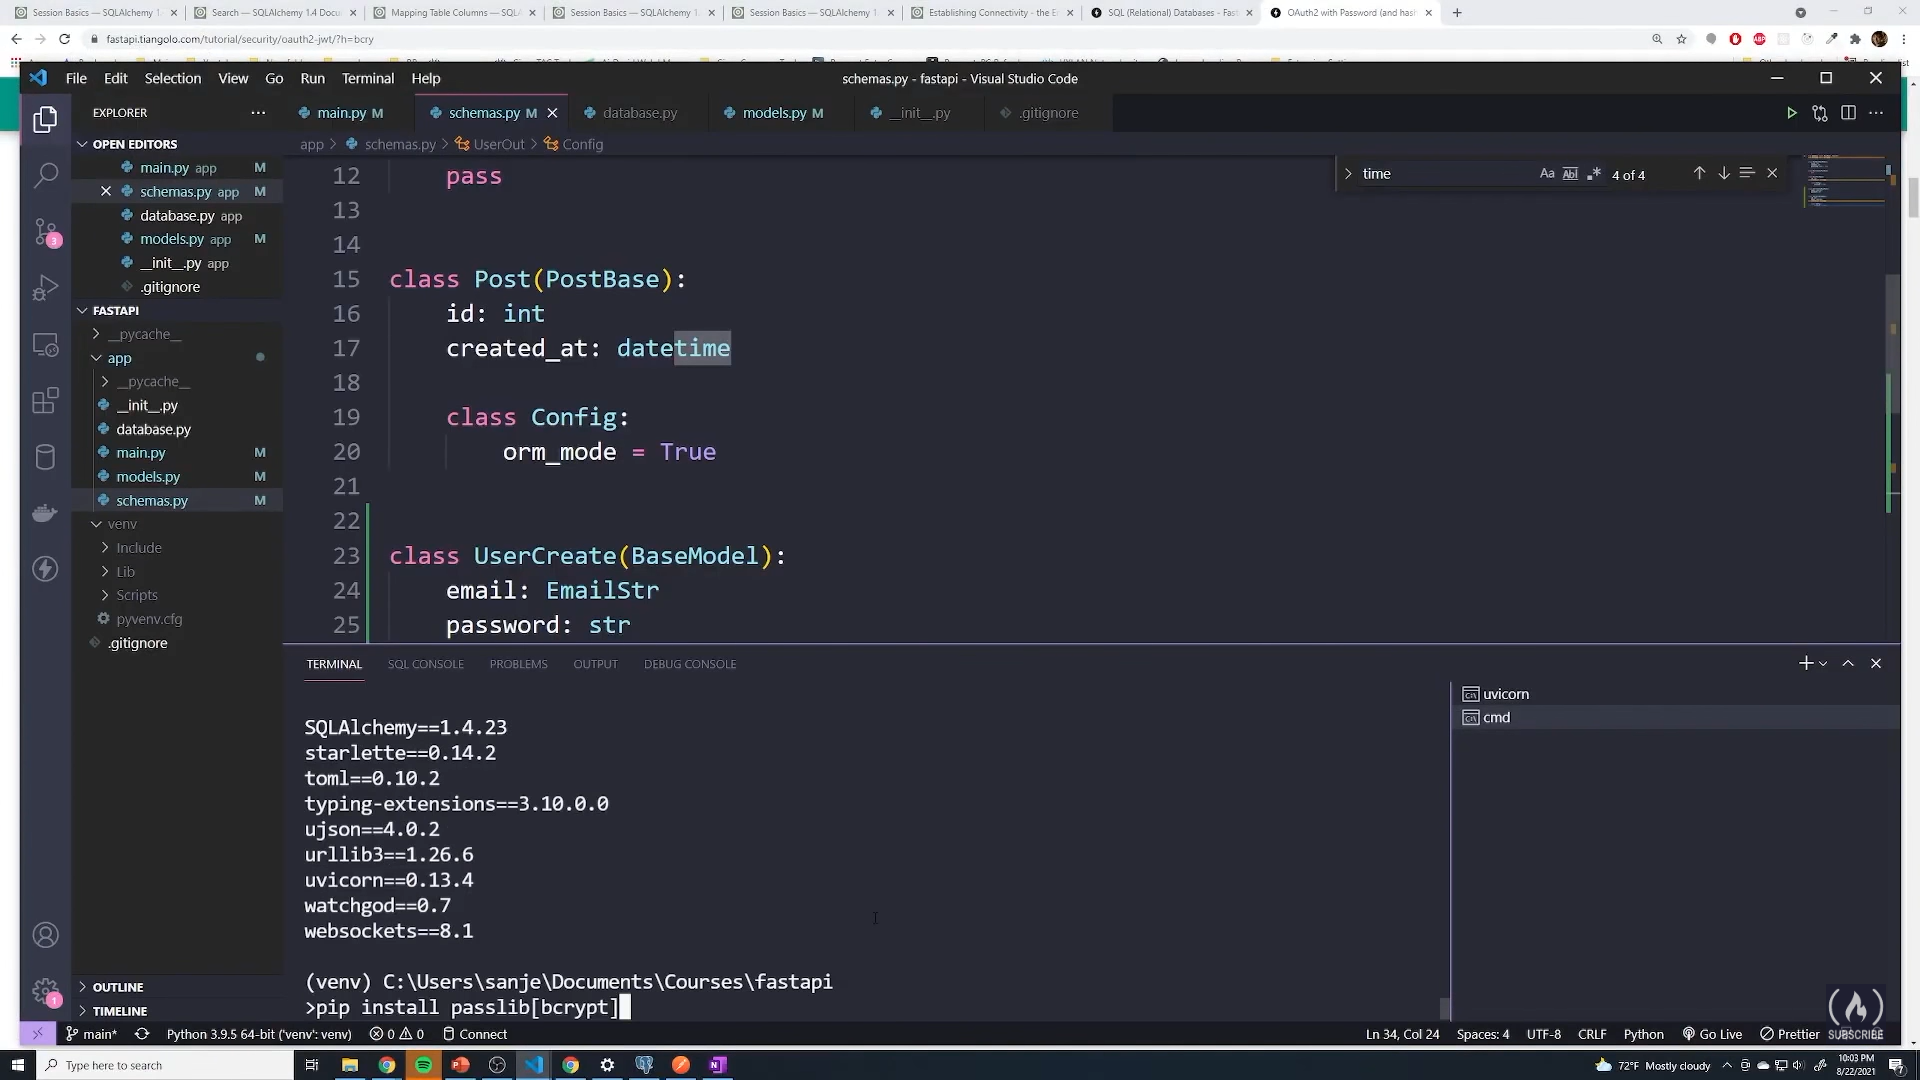 Session Basics — SQLAlchemy 1.
Search — SQLAlchemy 1.4 Docu
Mapping Table Columns — SQLA
Session Basics — SQLAlchemy 1.
Session Basics — SQLAlchemy 1
Establishing Connectivity - the E
SQL (Relational) Databases - Fast
OAuth2 with Password (and hash
fastapi.tiangolo.com/tutorial/security/oauth2-jwt/?h=bcry
File Edit Selection View Go Run Terminal Help
schemas.py - fastapi - Visual Studio Code
EXPLORER
main.py M
schemas.py M
database.py
models.py M
__init__.py
.gitignore
OPEN EDITORS
main.py app M
schemas.py app M
database.py app
models.py app M
__init__.py app
.gitignore
FASTAPI
__pycache__
app
__pycache__
__init__.py
database.py
main.py M
models.py M
schemas.py M
venv
Include
Lib
Scripts
pyvenv.cfg
.gitignore
OUTLINE
TIMELINE
3
1
app > schemas.py > UserOut > Config
time
Aa Abl .*
4 of 4
12 pass
13
14
15 class Post(PostBase):
16 id: int
17 created_at: datetime
18
19 class Config:
20 orm_mode = True
21
22
23 class UserCreate(BaseModel):
24 email: EmailStr
25 password: str
TERMINAL SQL CONSOLE PROBLEMS OUTPUT DEBUG CONSOLE
uvicorn
cmd
SQLAlchemy==1.4.23
starlette==0.14.2
toml==0.10.2
typing-extensions==3.10.0.0
ujson==4.0.2
urllib3==1.26.6
uvicorn==0.13.4
watchgod==0.7
websockets==8.1
(venv) C:\Users\sanje\Documents\Courses\fastapi
>pip install passlib[bcrypt]
SUBSCRIBE
main* Python 3.9.5 64-bit ('venv': venv) 0 0 Connect
Ln 34, Col 24 Spaces: 4 UTF-8 CRLF Python Go Live Prettier
Type here to search
72°F Mostly cloudy
10:03 PM
8/22/2021